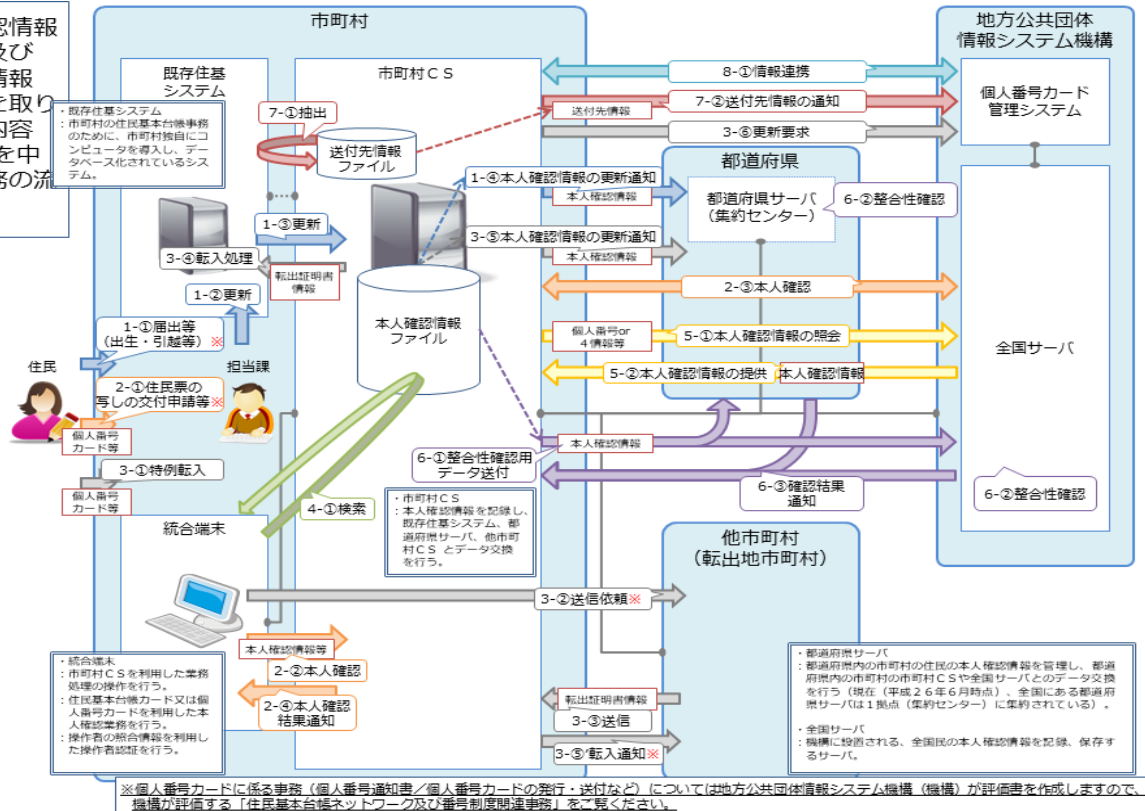 認情報
及び
情報
を取り
内容
を中
務の流
市町村
地方公共団体
情報システム機構
既存住基
システム
市町村CS
個人番号カード
管理システム
・既存住基システム
:市町村の住民基本台帳事務
のために、市町村独自にコ
ンピュータを導入し、デー
タベース化されているシス
テム。
7-①抽出
送付先情報
ファイル
8-①情報連携
送付先情報
7-②送付先情報の通知
3-⑥更新要求
都道府県
1-④本人確認情報の更新通知
本人確認情報
都道府県サーバ
(集約センター)
6-②整合性確認
1-③更新
3-⑤本人確認情報の更新通知
本人確認情報
3-④転入処理
転出証明書
情報
1-②更新
2-③本人確認
本人確認情報
ファイル
1-①届出等
(出生・引越等)※
個人番号or
4情報等
5-①本人確認情報の照会
全国サーバ
住民
担当課
5-②本人確認情報の提供
本人確認情報
2-①住民票の
写しの交付申請等※
個人番号
カード等
本人確認情報
6-①整合性確認用
データ送付
3-①特例転入
個人番号
カード等
6-③確認結果
通知
6-②整合性確認
4-①検索
・市町村CS
:本人確認情報を記録し、
既存住基システム、都
道府県サーバ、他市町
村CS とデータ交換
を行う。
統合端末
他市町村
(転出地市町村)
3-②送信依頼※
本人確認情報等
2-②本人確認
・統合端末
:市町村CSを利用した業務
処理の操作を行う。
:住民基本台帳カード又は個
人番号カードを利用した本
人確認業務を行う。
:操作者の照合情報を利用し
た操作者認証を行う。
2-④本人確認
結果通知
転出証明書情報
3-③送信
3-⑤'転入通知※
・都道府県サーバ
:都道府県内の市町村の住民の本人確認情報を管理し、都道
府県内の市町村の市町村CSや全国サーバとのデータ交換
を行う(現在(平成26年6月時点)、全国にある都道府
県サーバは1拠点(集約センター)に集約されている)。
・全国サーバ
:機構に設置される、全国民の本人確認情報を記録、保存す
るサーバ。
※個人番号カードに係る事務(個人番号通知書/個人番号カードの発行・送付など)については地方公共団体情報システム機構(機構)が評価書を作成しますので、
機構が評価する「住民基本台帳ネットワーク及び番号制度関連事務」をご覧ください。